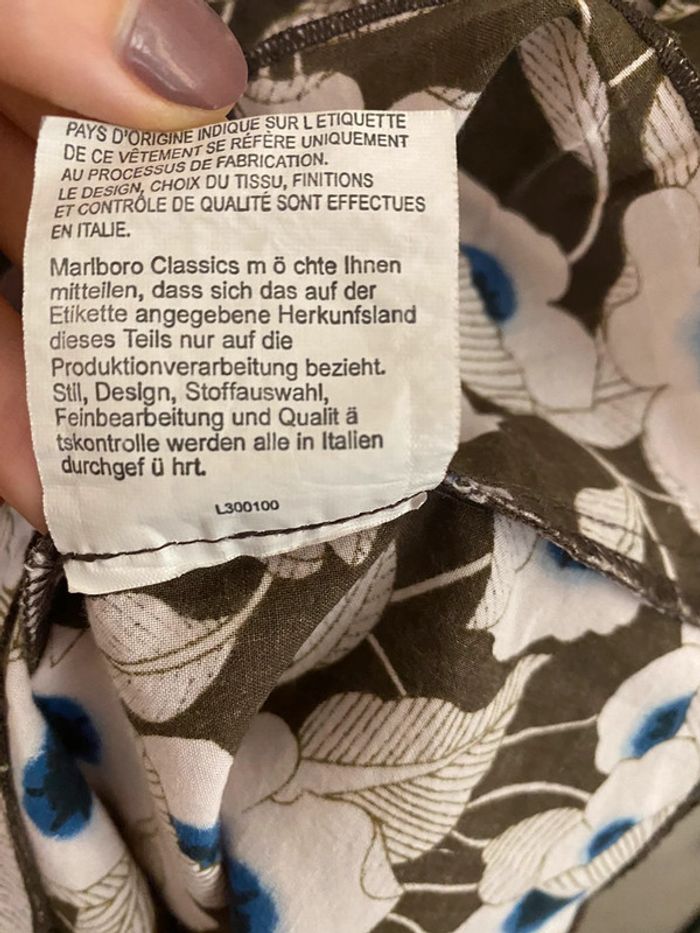 PAYS D'ORIGINE INDIQUE SUR L ETIQUETTE
DE CE VÊTEMENT SE RÉFÈRE UNIQUEMENT
AU PROCESSUS DE FABRICATION.
LE DESIGN, CHOIX DU TISSU, FINITIONS
ET CONTRÔLE DE QUALITÉ SONT EFFECTUES
EN ITALIE.
Marlboro Classics m ö chte Ihnen
mitteilen, dass sich das auf der
Etikette angegebene Herkunfsland
dieses Teils nur auf die
Produktionverarbeitung bezieht.
Stil, Design, Stoffauswahl,
Feinbearbeitung und Qualit ä
tskontrolle werden alle in Italien
durchgef ü hrt.
L300100